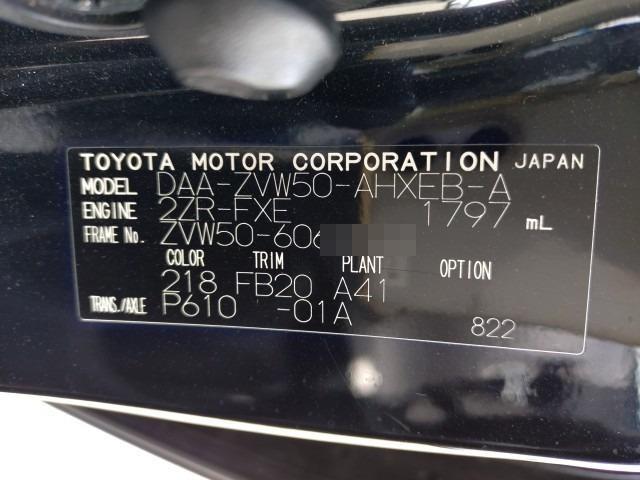 TOYOTA MOTOR CORPORATION JAPAN
MODEL DAA-ZVW50-AHXEB-A
ENGINE 2ZR-FXE 1797 mL
FRAME No. ZVW50-606
COLOR TRIM PLANT OPTION
218 FB20 A41
TRANS./AXLE P610 -01A
822